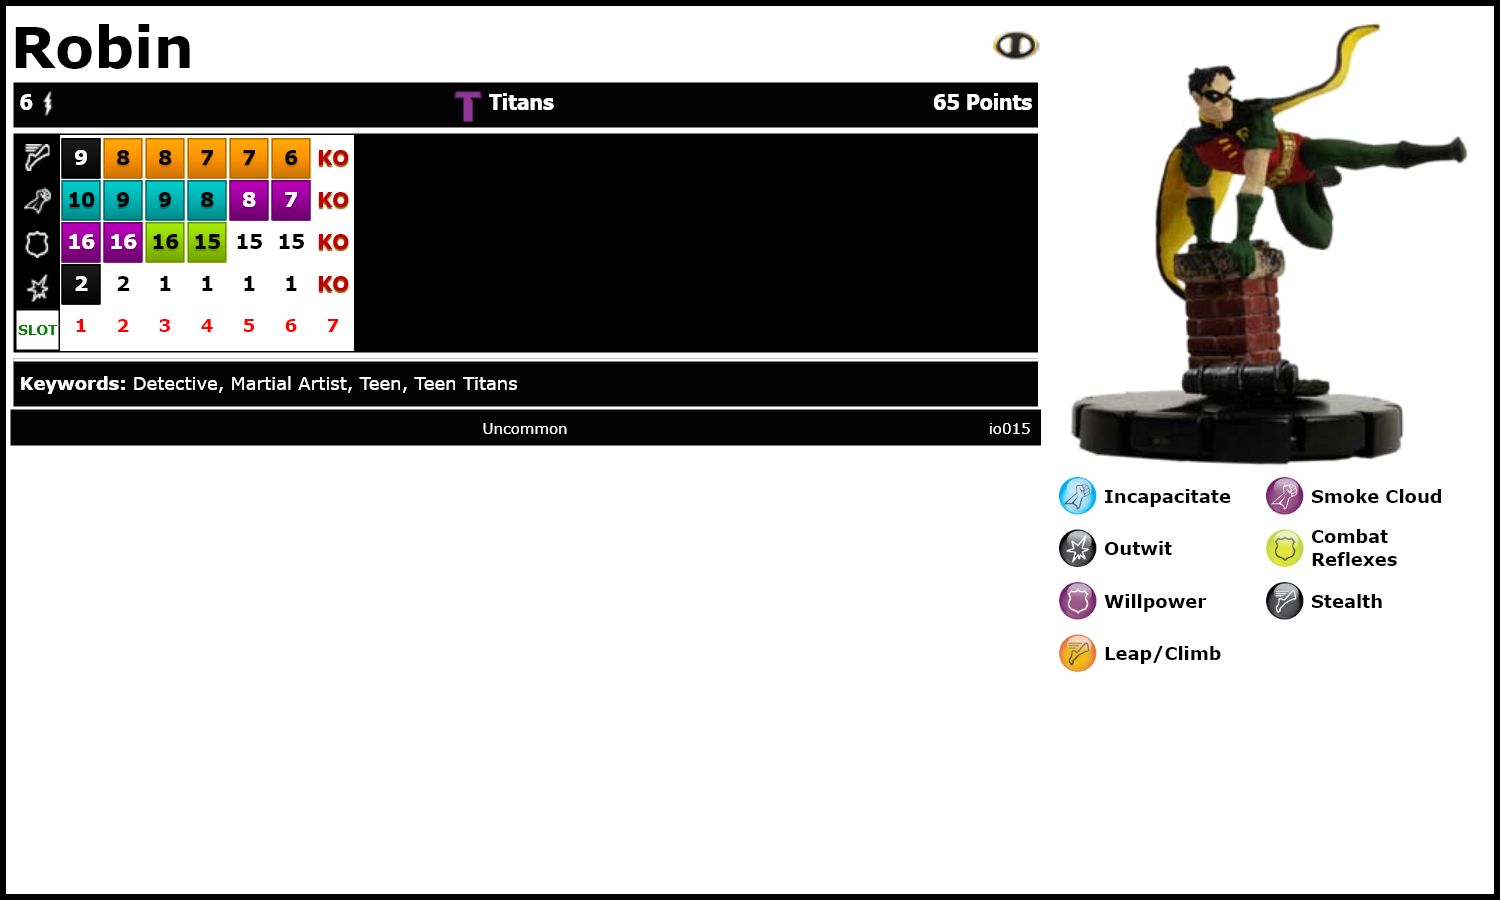 Robin
6 T Titans 65 Points
9 8 8 7 7 6 KO
10 9 9 8 8 7 KO
16 16 16 15 15 15 KO
2 2 1 1 1 1 KO
SLOT 1 2 3 4 5 6 7
Keywords: Detective, Martial Artist, Teen, Teen Titans
Uncommon io015
Incapacitate Smoke Cloud
Outwit Combat
Reflexes
Willpower Stealth
Leap/Climb